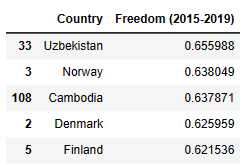 Country Freedom (2015-2019)
33 Uzbekistan 0.655988
3 Norway 0.638049
108 Cambodia 0.637871
2 Denmark 0.625959
5 Finland 0.621536